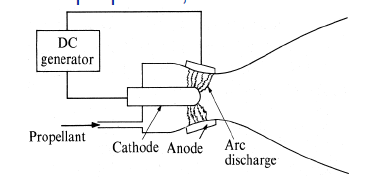 DC
generator
Propellant
Cathode
Anode
Arc
discharge